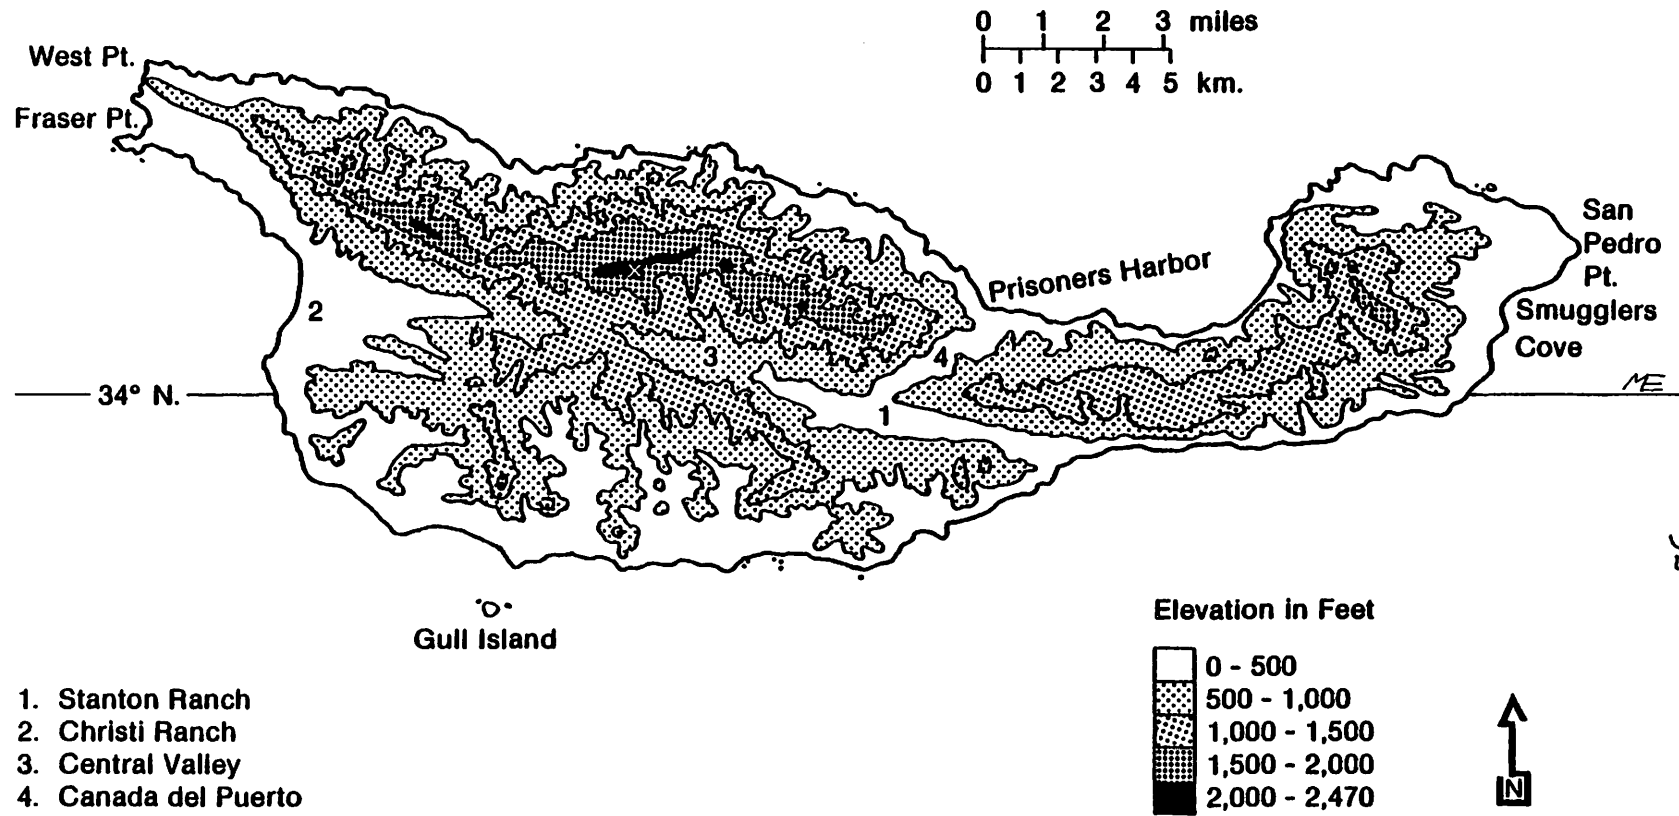 0 1 2 3 miles
0 1 2 3 4 5 km.
West Pt.
Fraser Pt.
San
Pedro
Pt.
Prisoners Harbor
Smugglers
Cove
2
3
4
1
34° N.
ME
Gull Island
Elevation in Feet
0 - 500
500 - 1,000
1,000 - 1,500
1,500 - 2,000
2,000 - 2,470
N
1. Stanton Ranch
2. Christi Ranch
3. Central Valley
4. Canada del Puerto